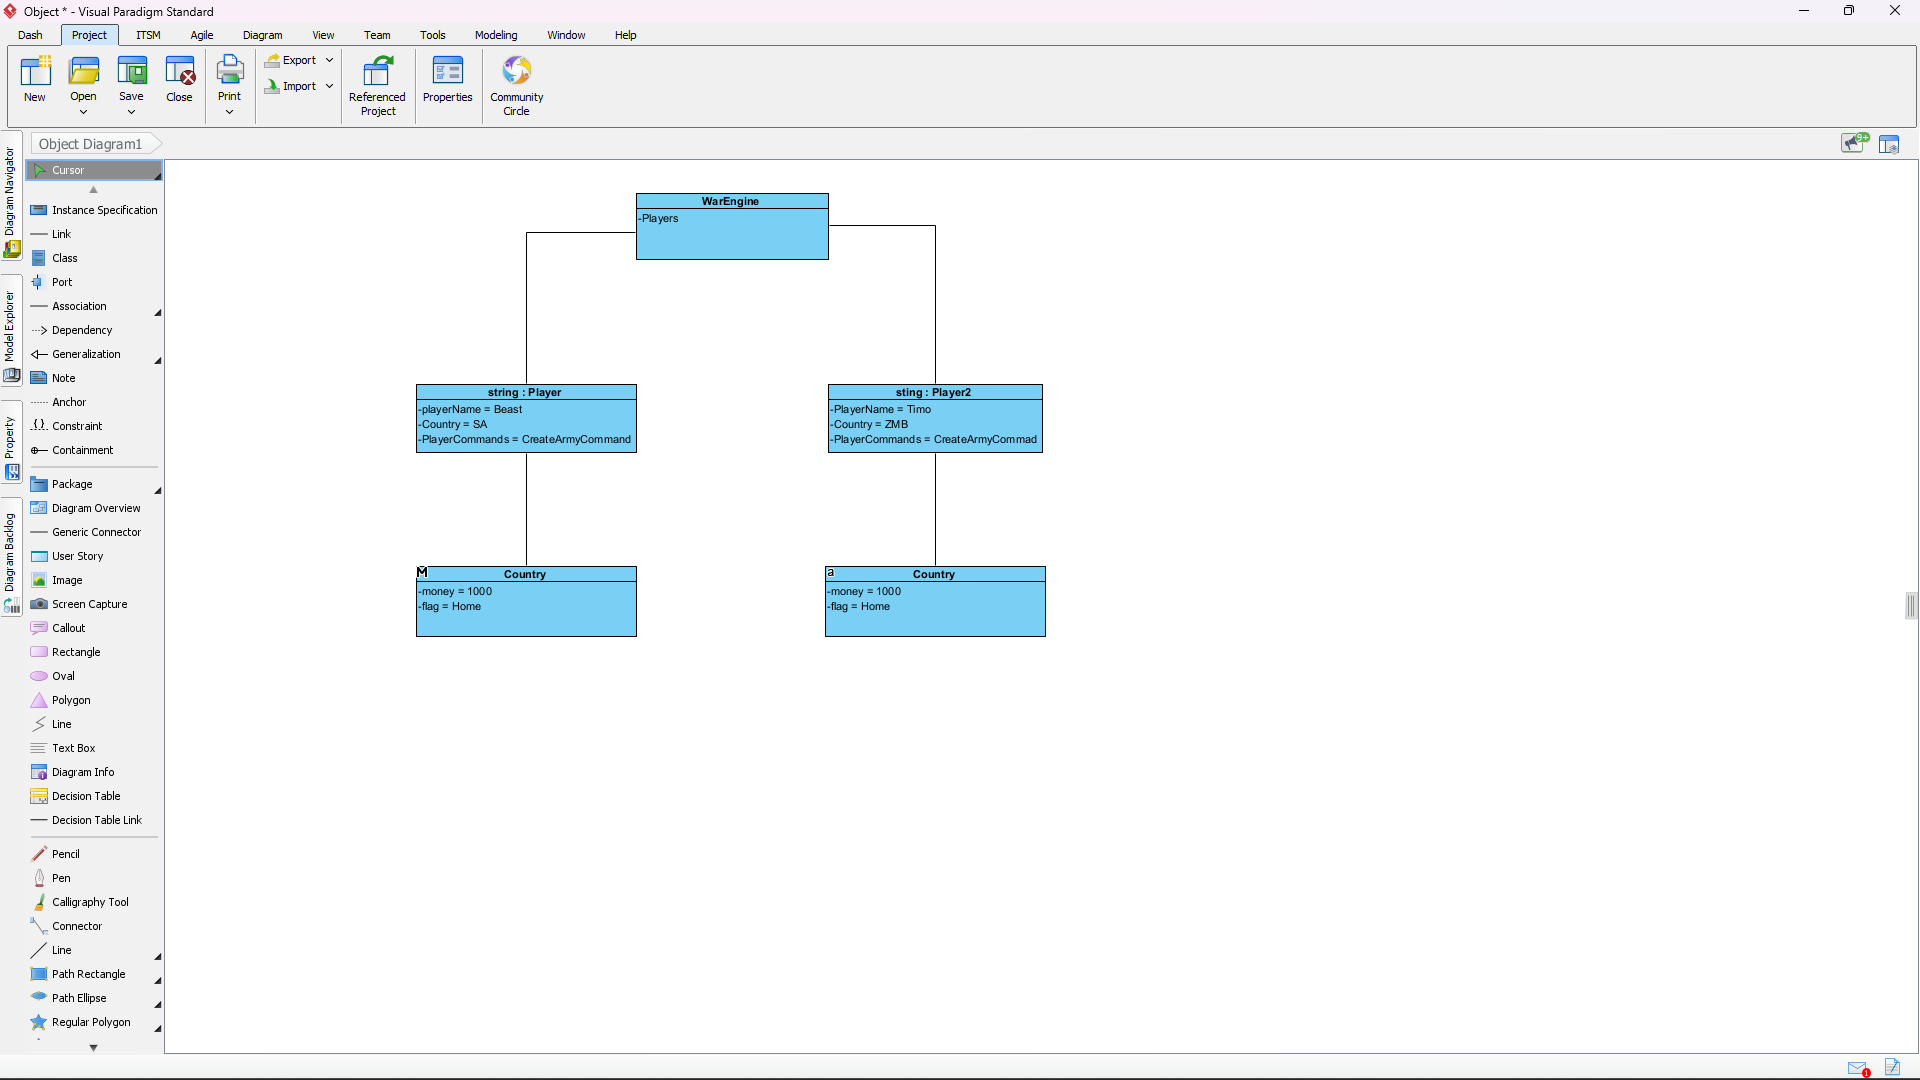 Object * - Visual Paradigm Standard
Dash Project ITSM Agile Diagram View Team Tools Modeling Window Help
New Open Save Close Print Export Import Referenced Project Properties Community Circle
Object Diagram1
9+
Diagram Navigator
Model Explorer
Property
Diagram Backlog
Cursor
Instance Specification
Link
Class
Port
Association
Dependency
Generalization
Note
Anchor
Constraint
Containment
Package
Diagram Overview
Generic Connector
User Story
Image
Screen Capture
Callout
Rectangle
Oval
Polygon
Line
Text Box
Diagram Info
Decision Table
Decision Table Link
Pencil
Pen
Calligraphy Tool
Connector
Line
Path Rectangle
Path Ellipse
Regular Polygon
WarEngine
-Players
string : Player
-playerName = Beast
-Country = SA
-PlayerCommands = CreateArmyCommand
sting : Player2
-PlayerName = Timo
-Country = ZMB
-PlayerCommands = CreateArmyCommad
M
Country
-money = 1000
-flag = Home
a
Country
-money = 1000
-flag = Home
1